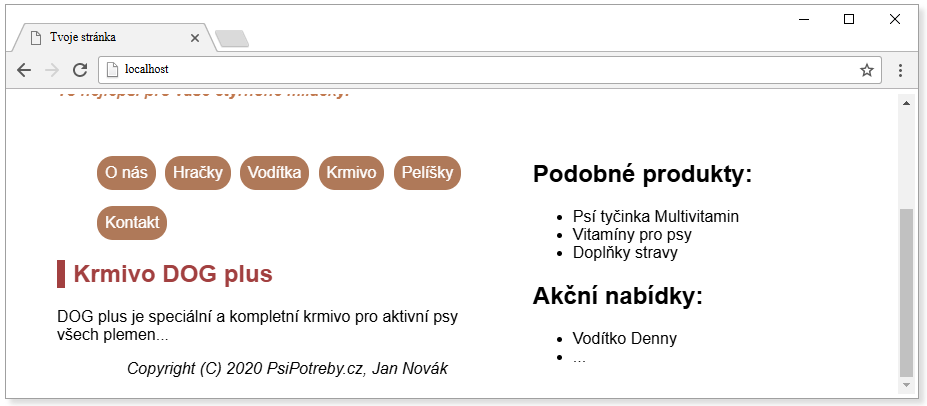 Tvoje stránka
localhost
O nás
Hračky
Vodítka
Krmivo
Pelíšky
Kontakt
Krmivo DOG plus
DOG plus je speciální a kompletní krmivo pro aktivní psy
všech plemen...
Copyright (C) 2020 PsiPotreby.cz, Jan Novák
Podobné produkty:
Psí tyčinka Multivitamin
Vitamíny pro psy
Doplňky stravy
Akční nabídky:
Vodítko Denny
...